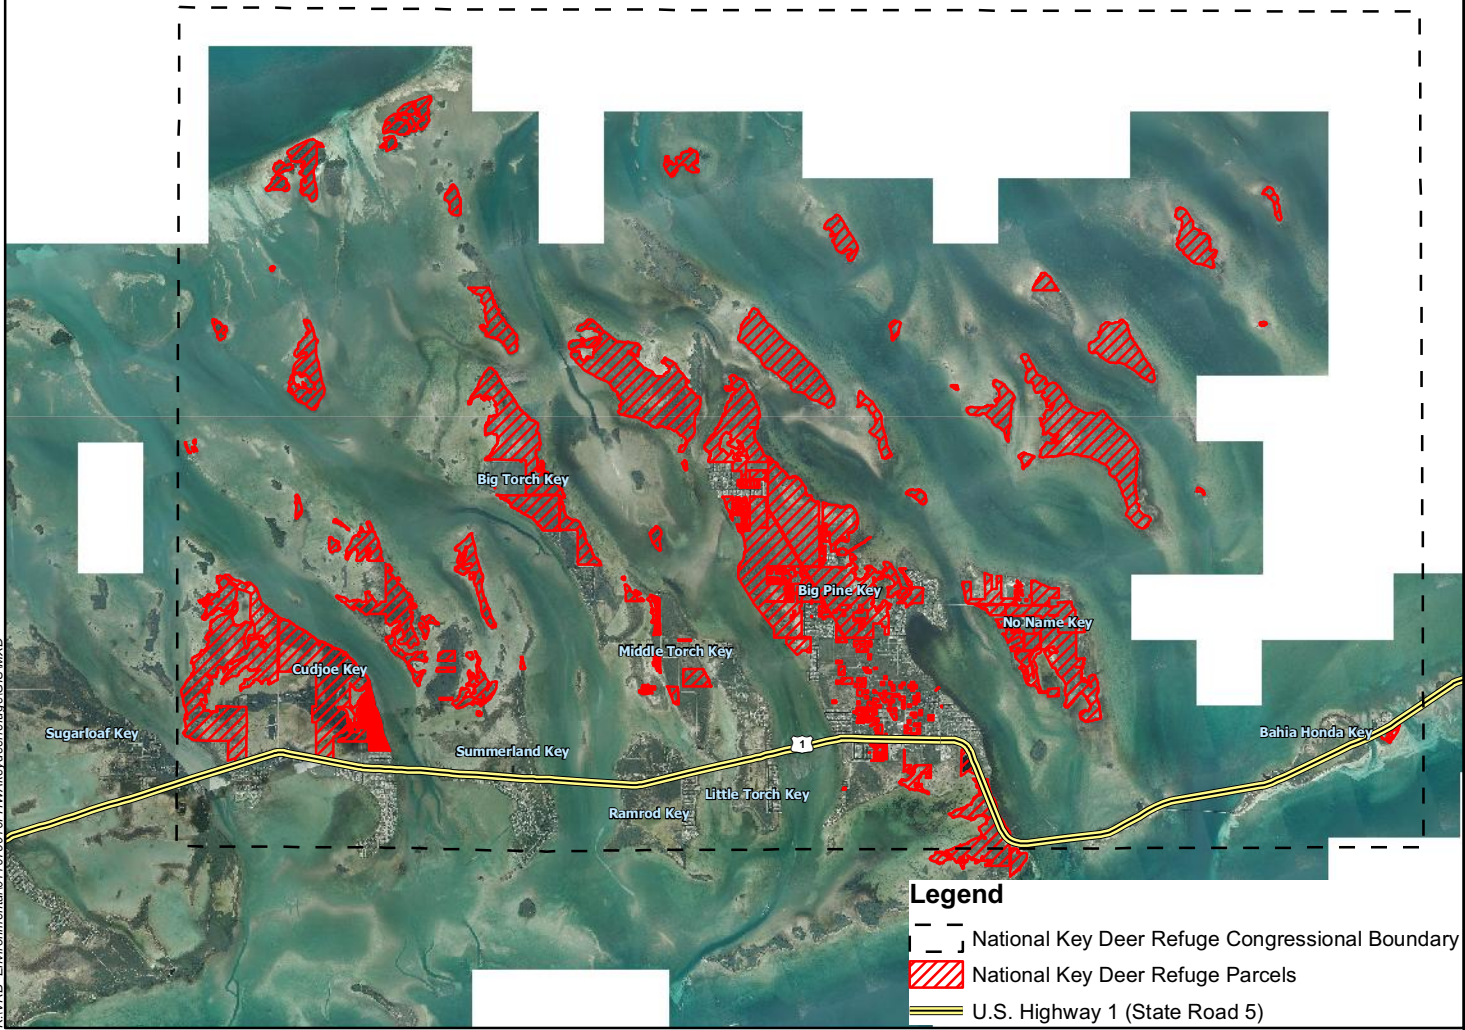 Big Torch Key
Big Pine Key
No Name Key
Middle Torch Key
Cudjoe Key
Sugarloaf Key
Bahia Honda Key
1
Summerland Key
Little Torch Key
Ramrod Key
Legend
National Key Deer Refuge Congressional Boundary
National Key Deer Refuge Parcels
U.S. Highway 1 (State Road 5)